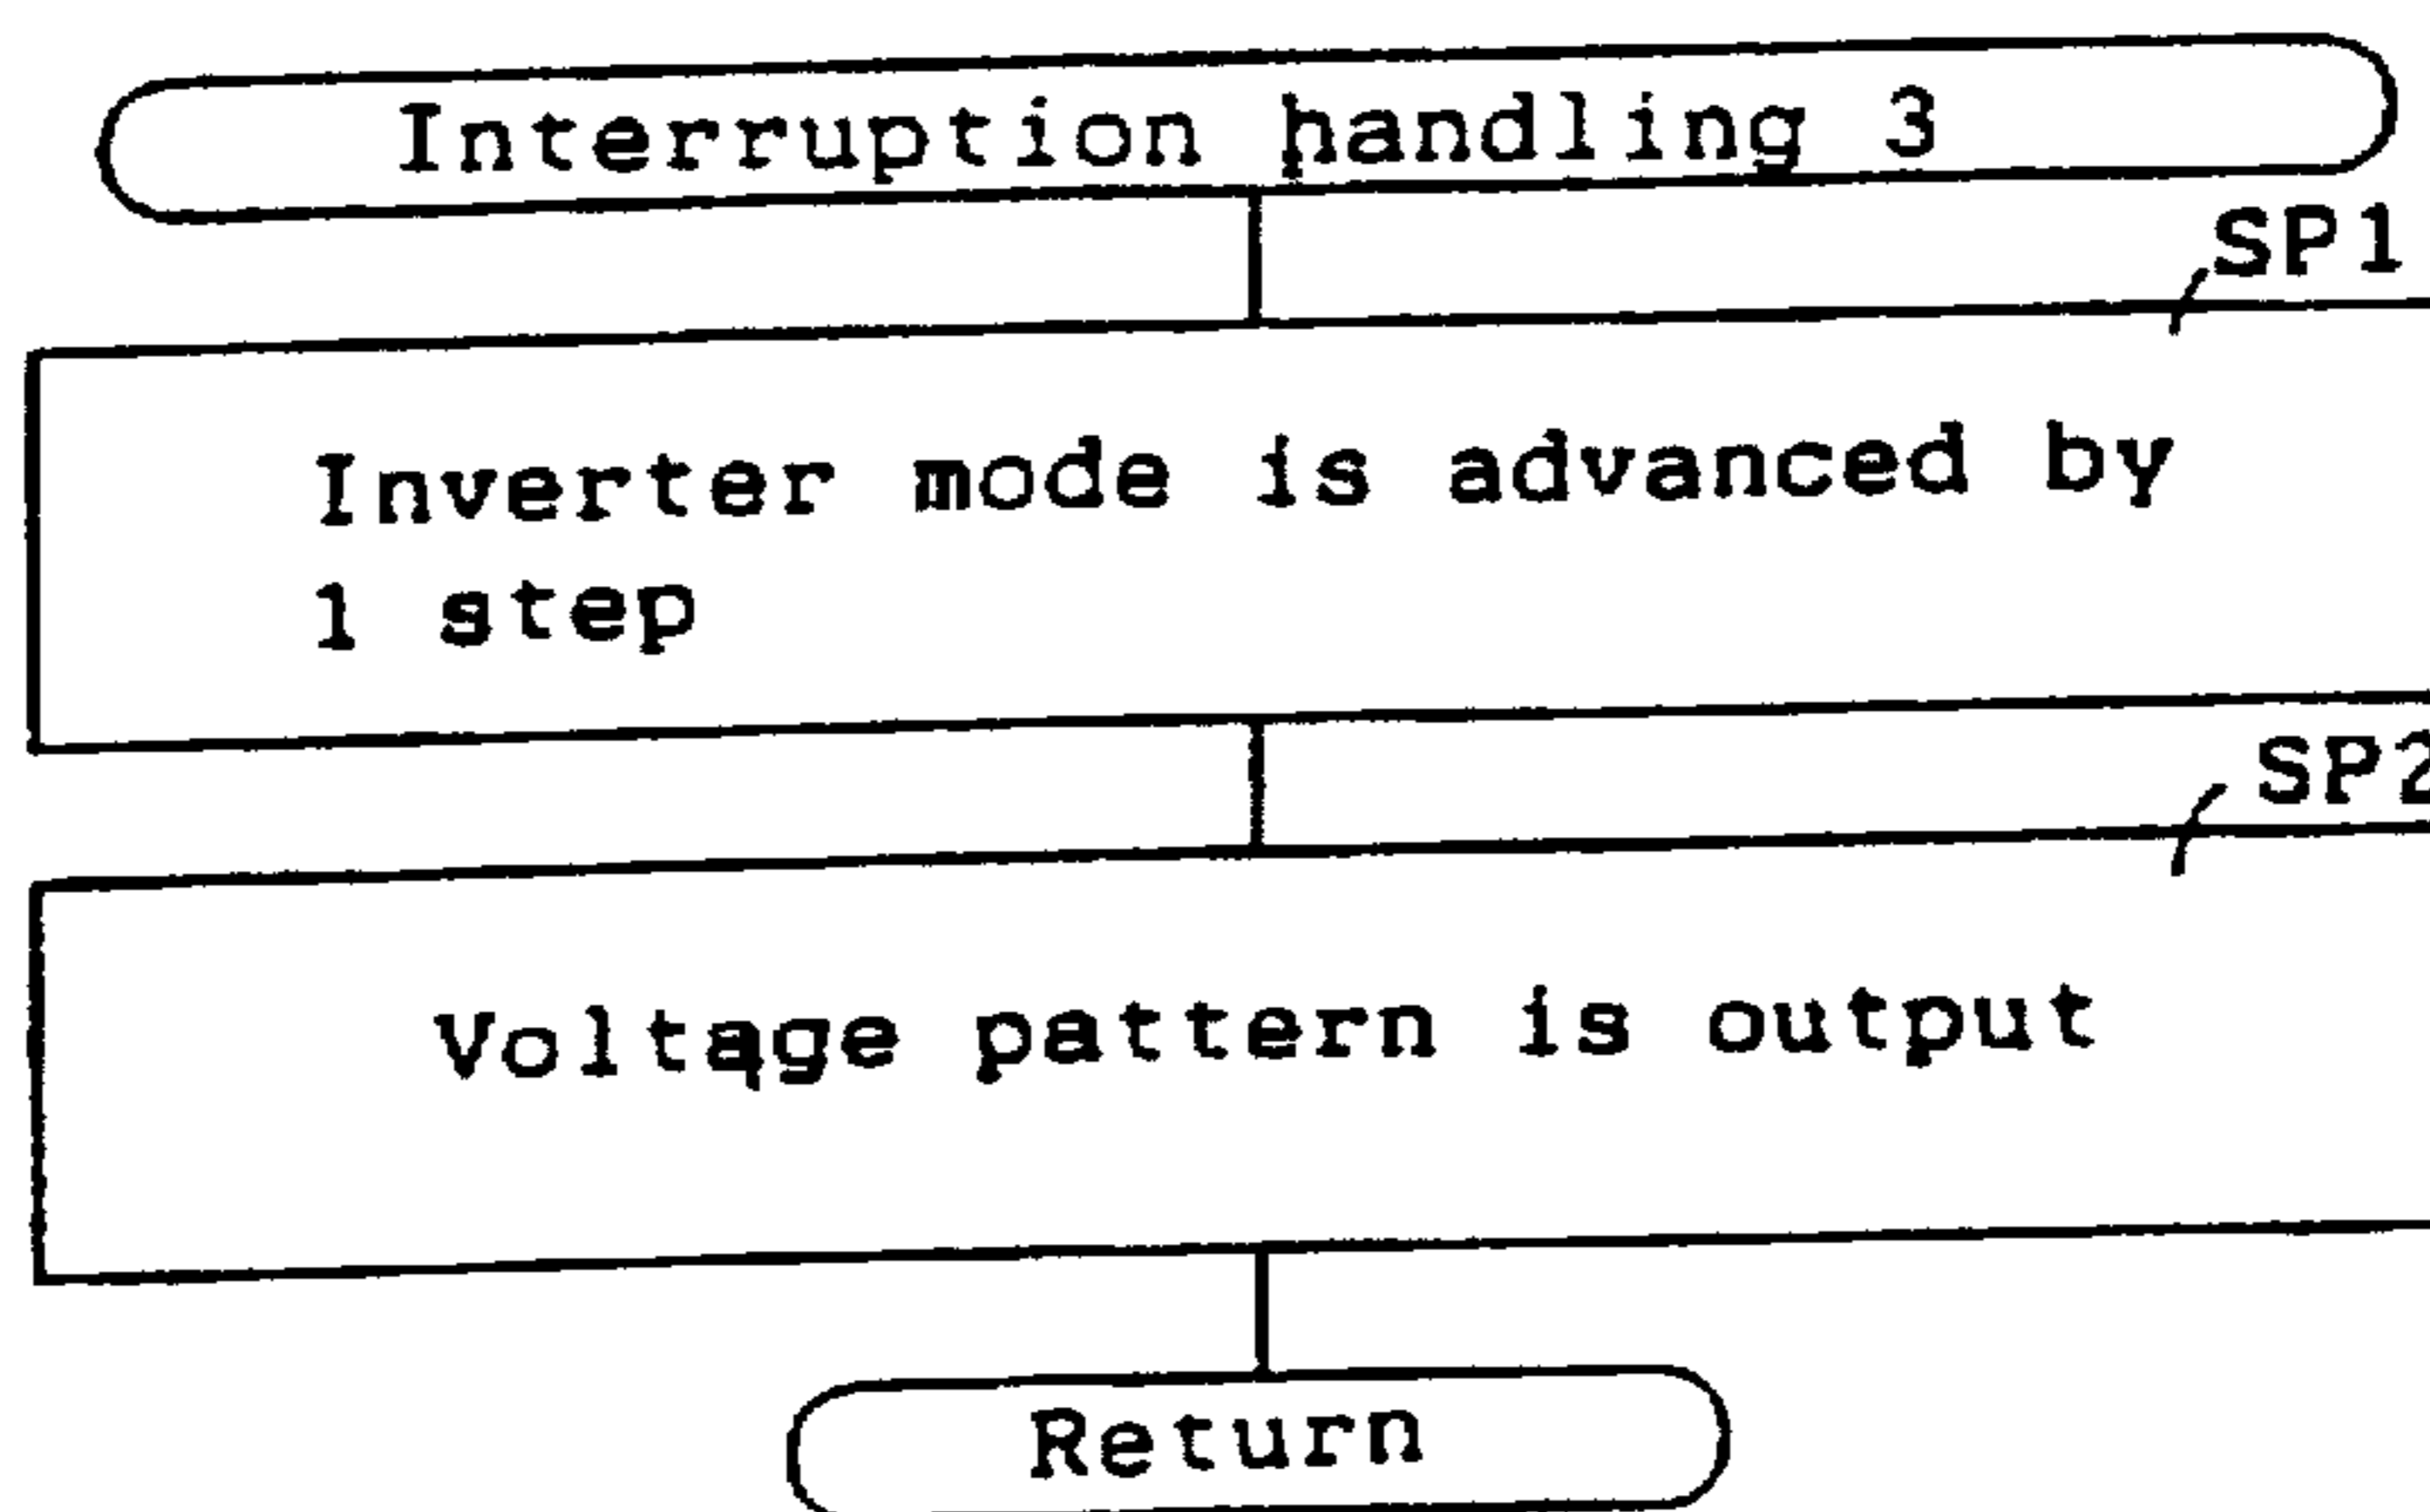 Interruption handling 3
SP1
Inverter mode is advanced by
1 step
SP2
Voltage pattern is output
Return